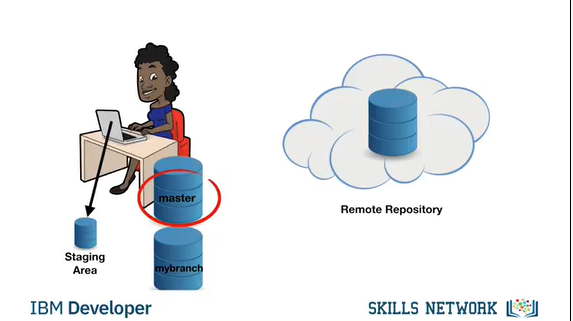 master
Remote Repository
Staging
Area
mybranch
IBM Developer
SKILLS NETWORK